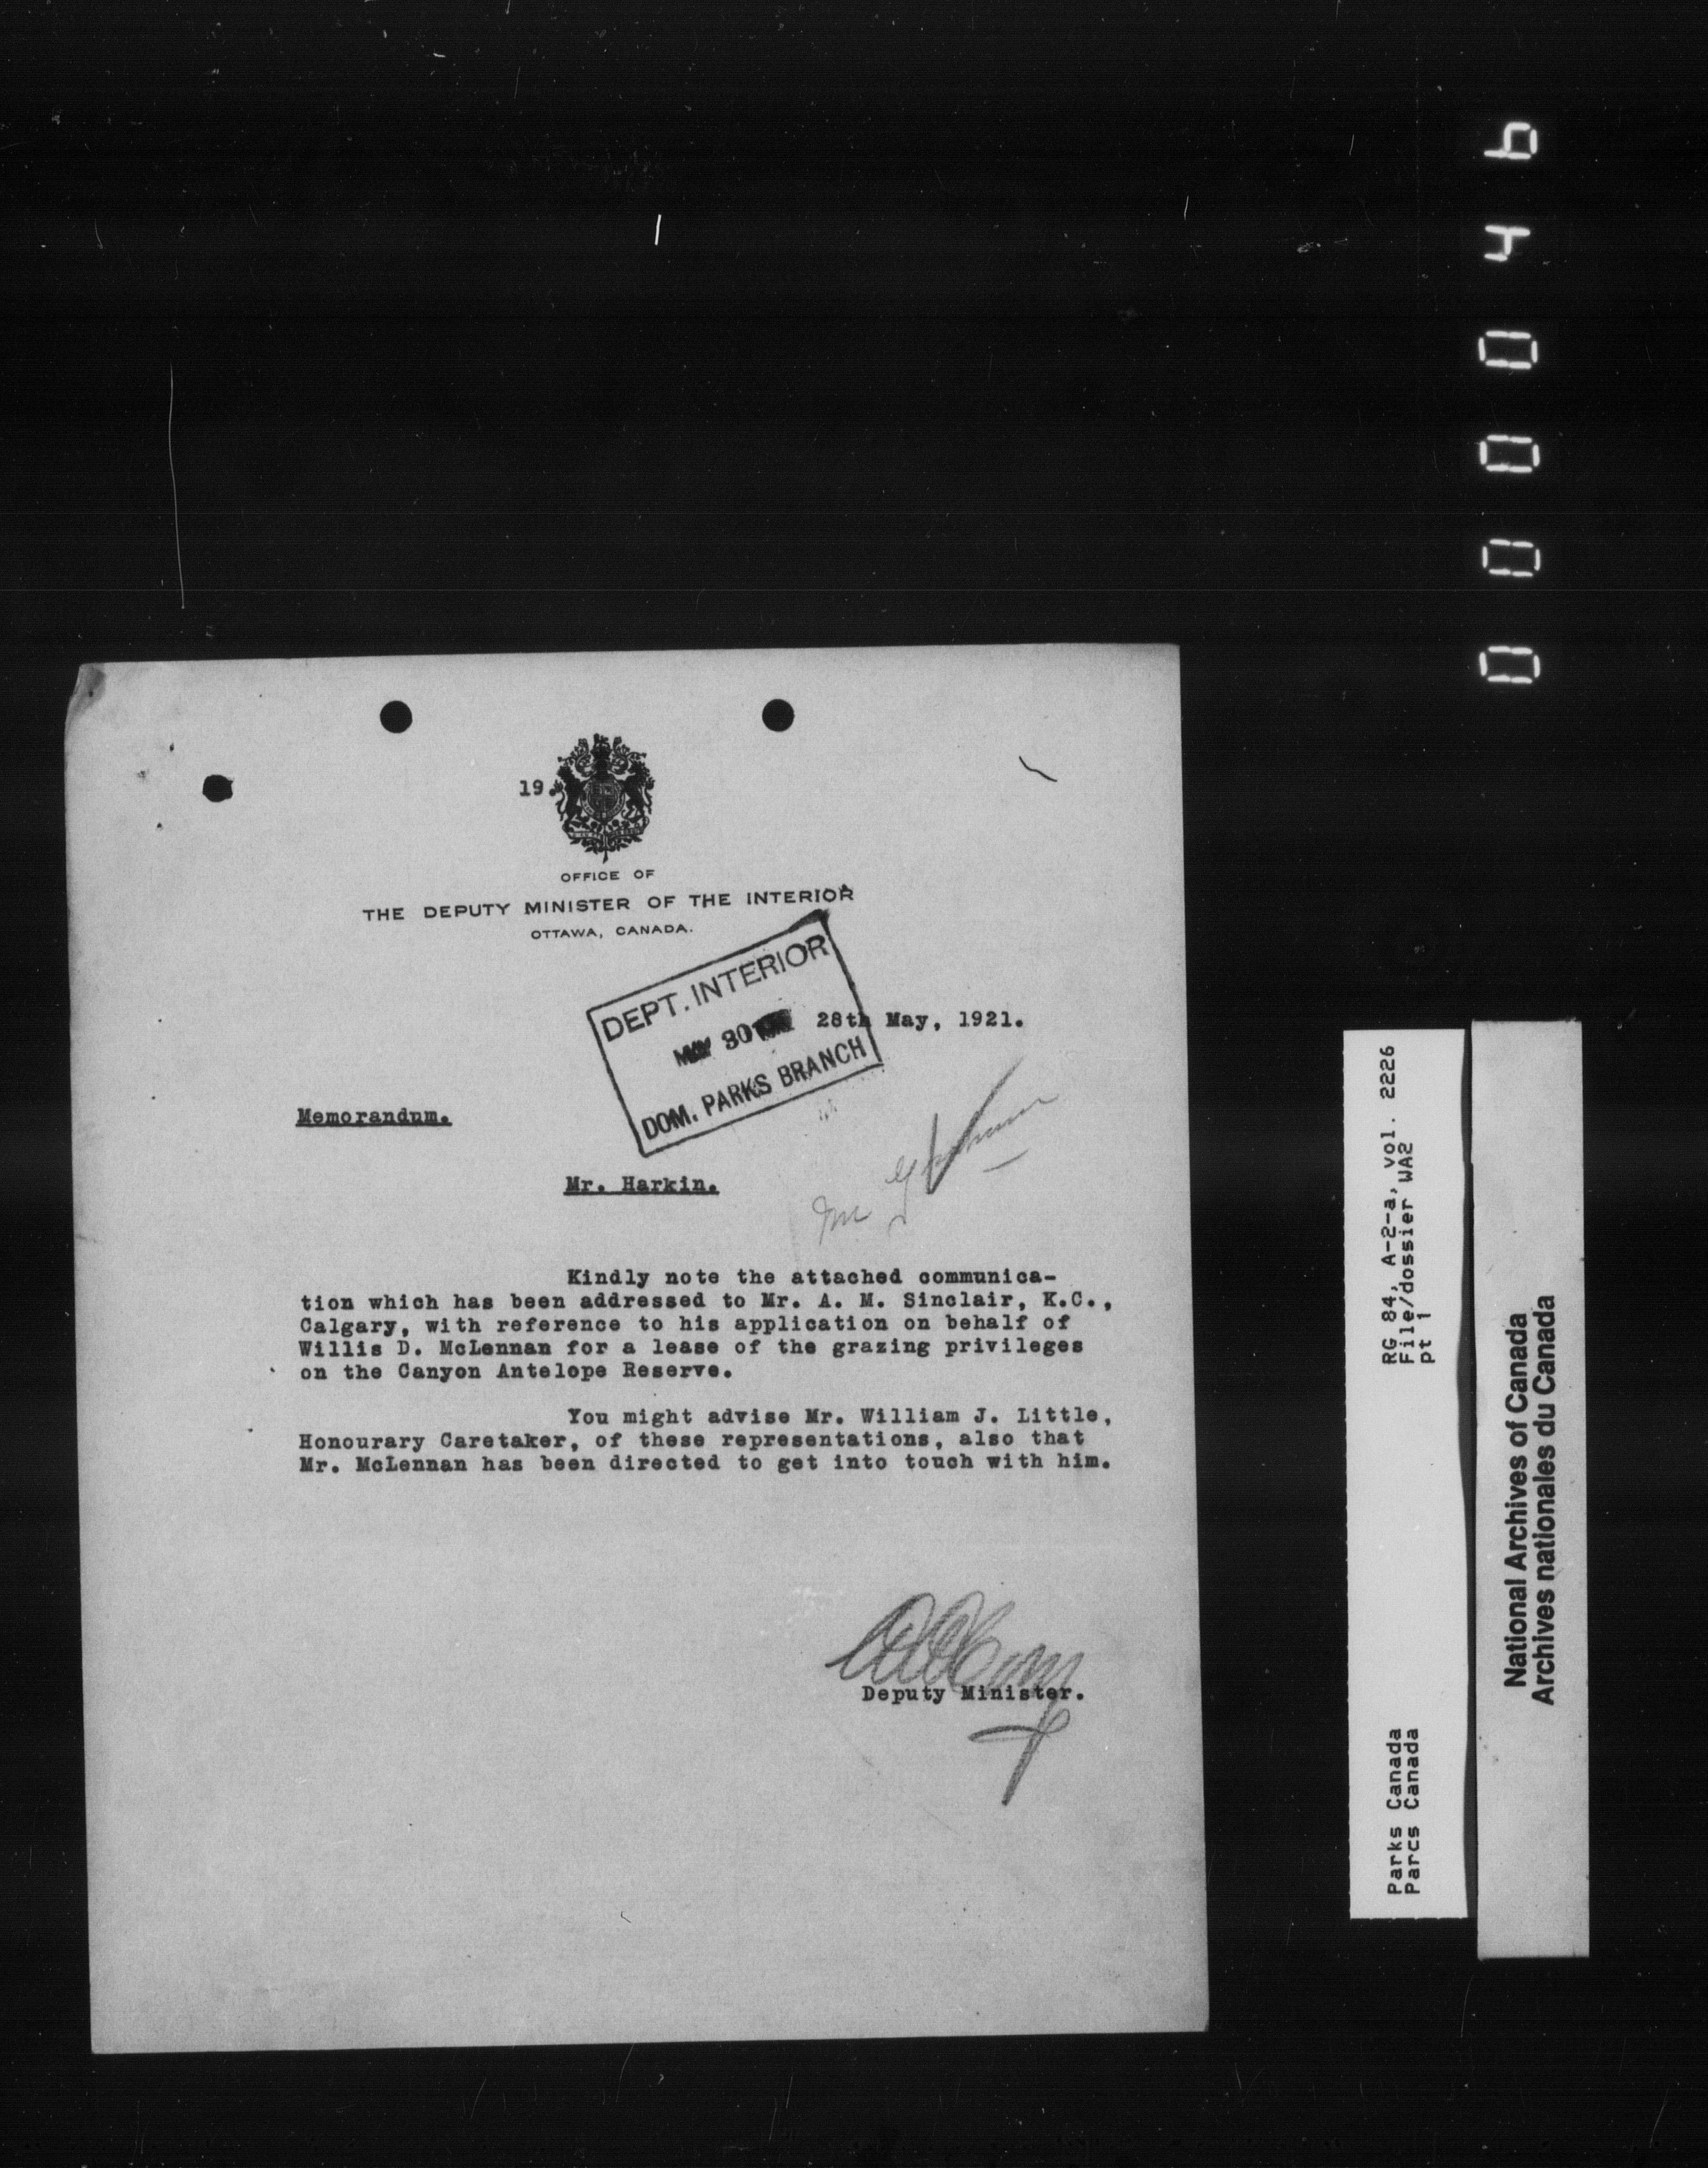 19.
OFFICE OF
THE DEPUTY MINISTER OF THE INTERIOR
OTTAWA, CANADA.
DEPT. INTERIOR
MAY 30
DOM. PARKS BRANCH
28th May, 1921.
Memorandum.
Mr. Harkin.
Mr
Kindly note the attached communica-
tion which has been addressed to Mr. A. M. Sinclair, K.C.,
Calgary, with reference to his application on behalf of
Willis D. McLennan for a lease of the grazing privileges
on the Canyon Antelope Reserve.
You might advise Mr. William J. Little,
Honourary Caretaker, of these representations, also that
Mr. McLennan has been directed to get into touch with him.
Deputy Minister.
RG 84, A-2-a, vol. 2226
File/dossier WA2
pt 1
Parks Canada
Parcs Canada
National Archives of Canada
Archives nationales du Canada